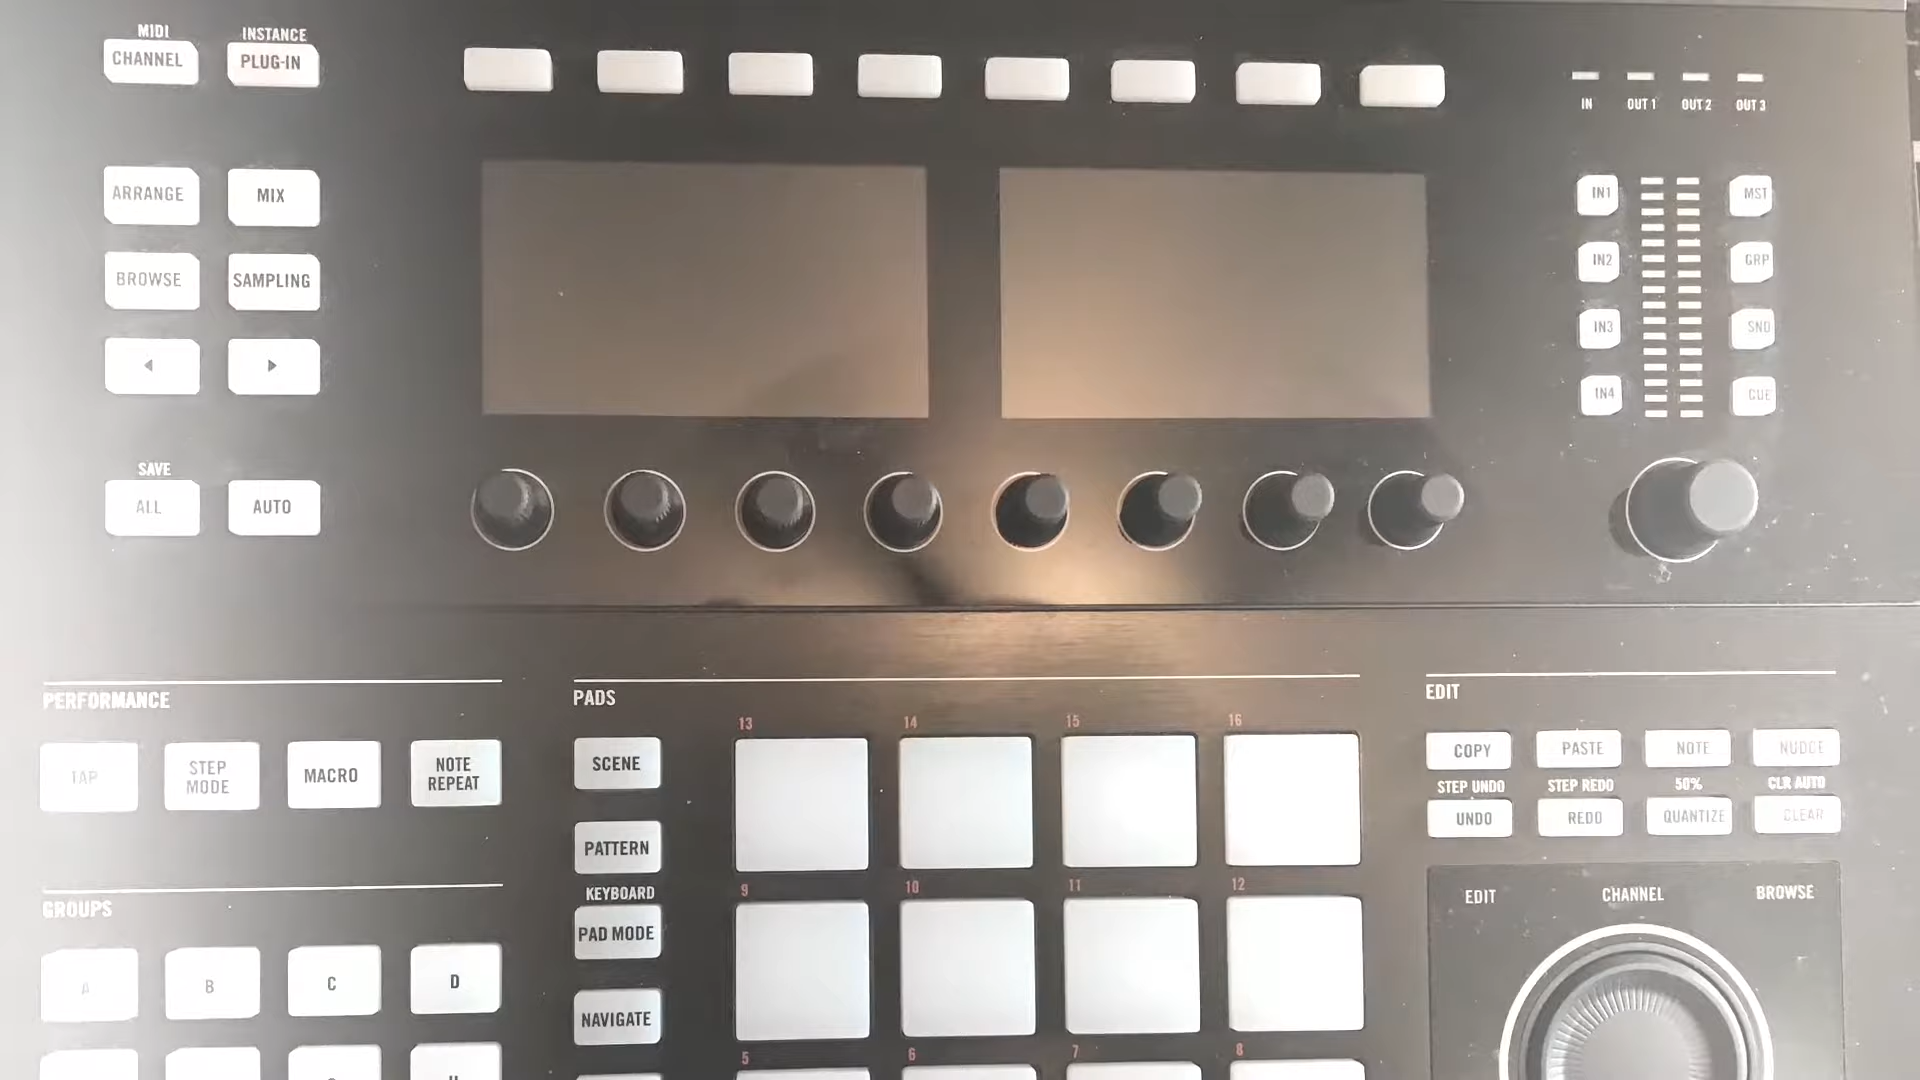 MIDI
CHANNEL
INSTANCE
PLUG-IN
ARRANGE
MIX
BROWSE
SAMPLING
SAVE
ALL
AUTO
IN
OUT 1
OUT 2
OUT 3
IN1
MST
IN2
GRP
IN3
SND
IN4
CUE
PERFORMANCE
TAP
STEP
MODE
MACRO
NOTE
REPEAT
GROUPS
A
B
C
D
PADS
SCENE
PATTERN
KEYBOARD
PAD MODE
NAVIGATE
13
14
15
16
9
10
11
12
5
6
7
8
EDIT
COPY
PASTE
NOTE
NUDGE
STEP UNDO
STEP REDO
50%
CLR AUTO
UNDO
REDO
QUANTIZE
CLEAR
EDIT
CHANNEL
BROWSE